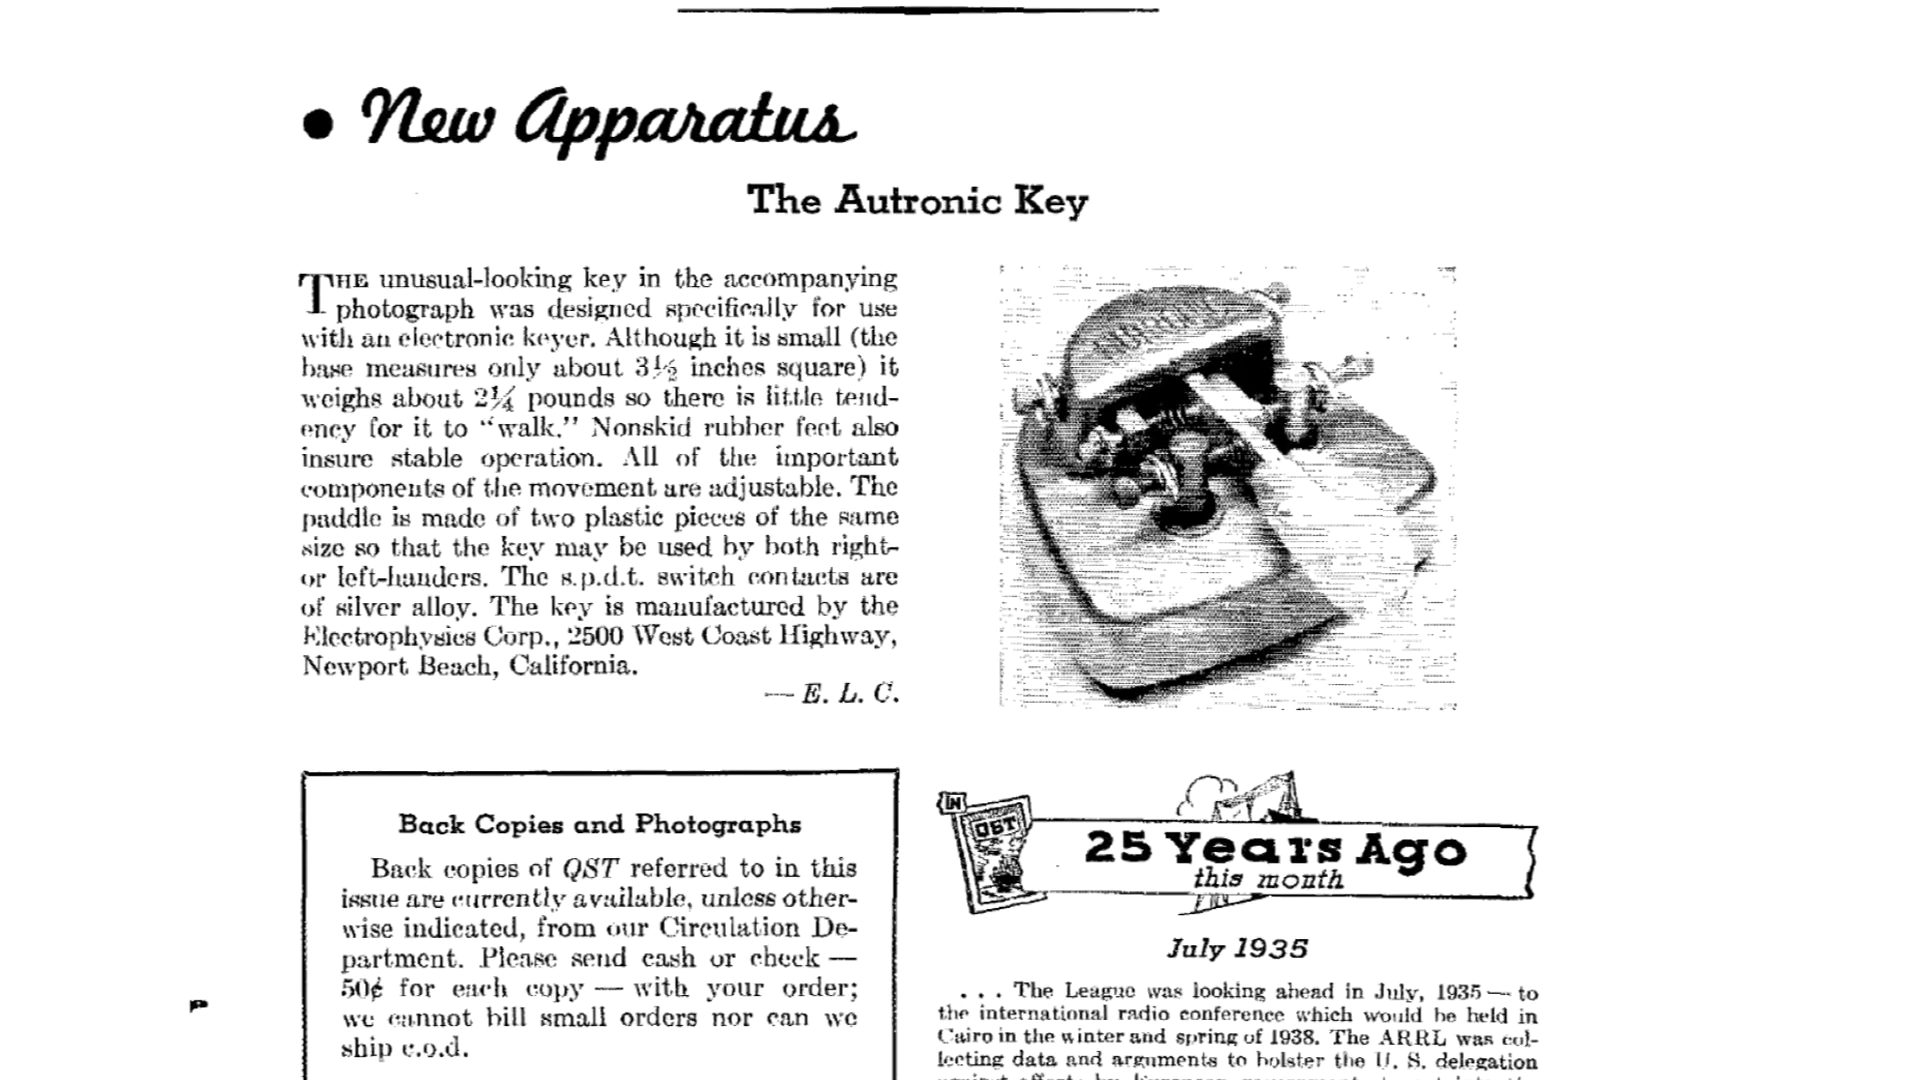 • New Apparatus
The Autronic Key
THE unusual-looking key in the accompanying
photograph was designed specifically for use
with an electronic keyer. Although it is small (the
base measures only about 3½ inches square) it
weighs about 2¼ pounds so there is little tend-
ency for it to “walk.” Nonskid rubber feet also
insure stable operation. All of the important
components of the movement are adjustable. The
paddle is made of two plastic pieces of the same
size so that the key may be used by both right-
or left-handers. The s.p.d.t. switch contacts are
of silver alloy. The key is manufactured by the
Electrophysics Corp., 2500 West Coast Highway,
Newport Beach, California.
— E. L. C.
Back Copies and Photographs
Back copies of QST referred to in this
issue are currently available, unless other-
wise indicated, from our Circulation De-
partment. Please send cash or check —
50¢ for each copy — with your order;
we cannot bill small orders nor can we
ship c.o.d.
IN
QST
25 Years Ago
this month
July 1935
. . . The League was looking ahead in July, 1935 — to
the international radio conference which would be held in
Cairo in the winter and spring of 1938. The ARRL was col-
lecting data and arguments to bolster the U. S. delegation